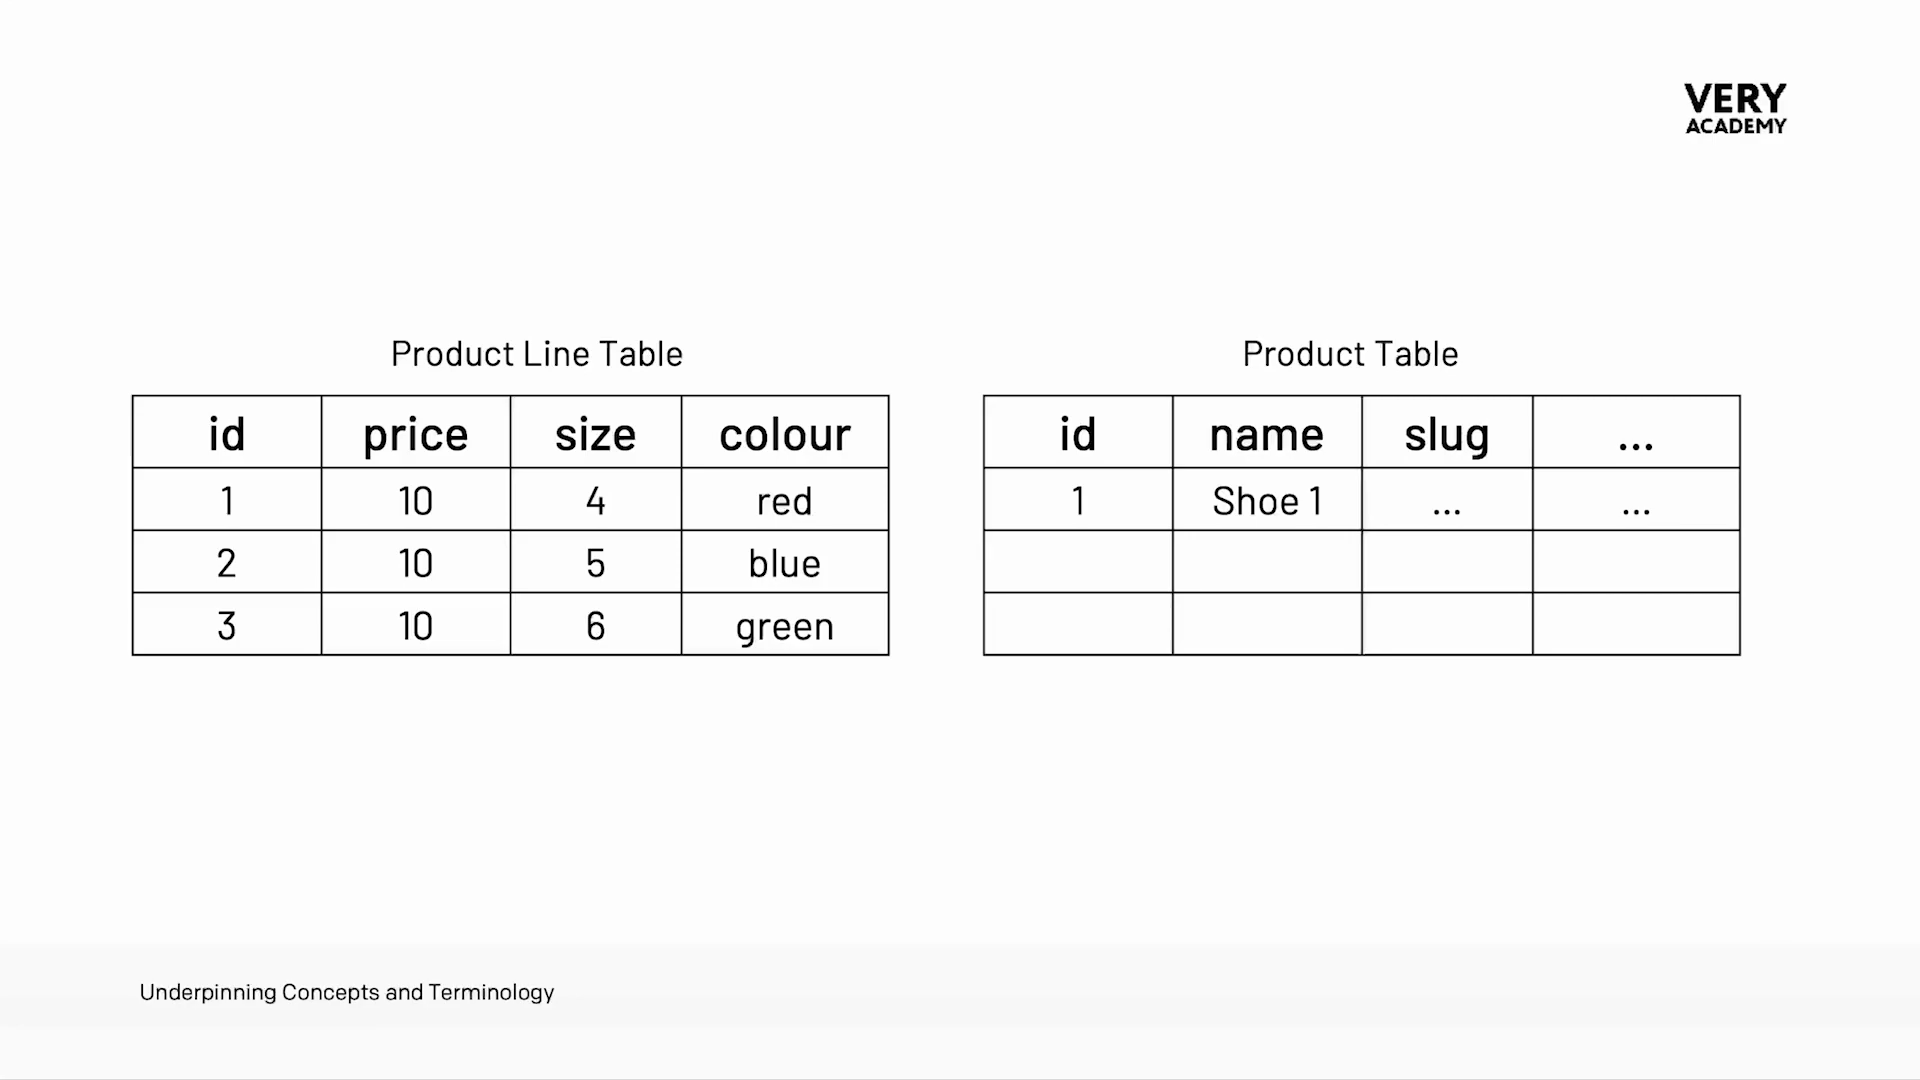 VERY
ACADEMY
Product Line Table
id price size colour
1 10 4 red
2 10 5 blue
3 10 6 green
Product Table
id name slug ...
1 Shoe 1 ... ...
Underpinning Concepts and Terminology